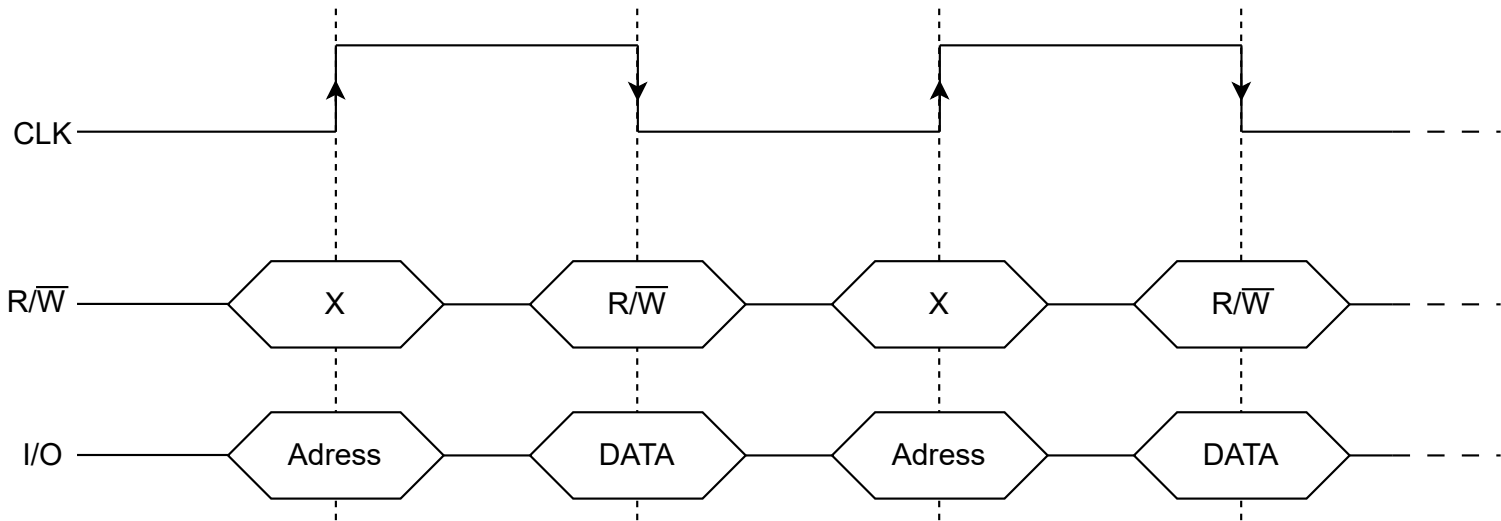 CLK
R/W̅ X R/W̅ X R/W̅
I/O Adress DATA Adress DATA